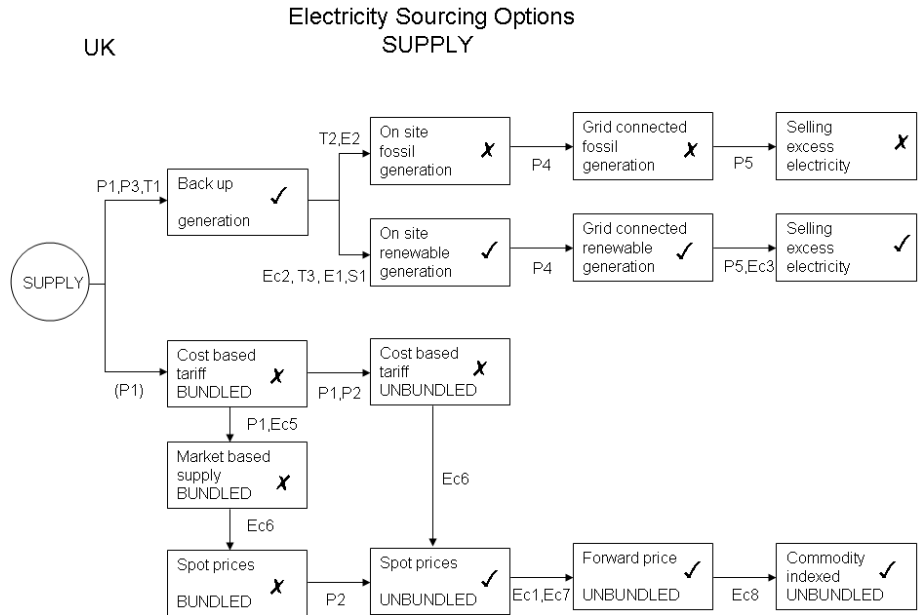 Electricity Sourcing Options
UK
SUPPLY
T2,E2
On site
fossil
generation
P4
Grid connected
fossil
generation
P5
Selling
excess
electricity
P1,P3,T1
Back up
generation
Ec2, T3, E1,S1
On site
renewable
generation
P4
Grid connected
renewable
generation
P5,Ec3
Selling
excess
electricity
SUPPLY
(P1)
Cost based
tariff
BUNDLED
P1,P2
Cost based
tariff
UNBUNDLED
P1,Ec5
Market based
supply
BUNDLED
Ec6
Ec6
Spot prices
BUNDLED
P2
Spot prices
UNBUNDLED
Ec1,Ec7
Forward price
UNBUNDLED
Ec8
Commodity
indexed
UNBUNDLED